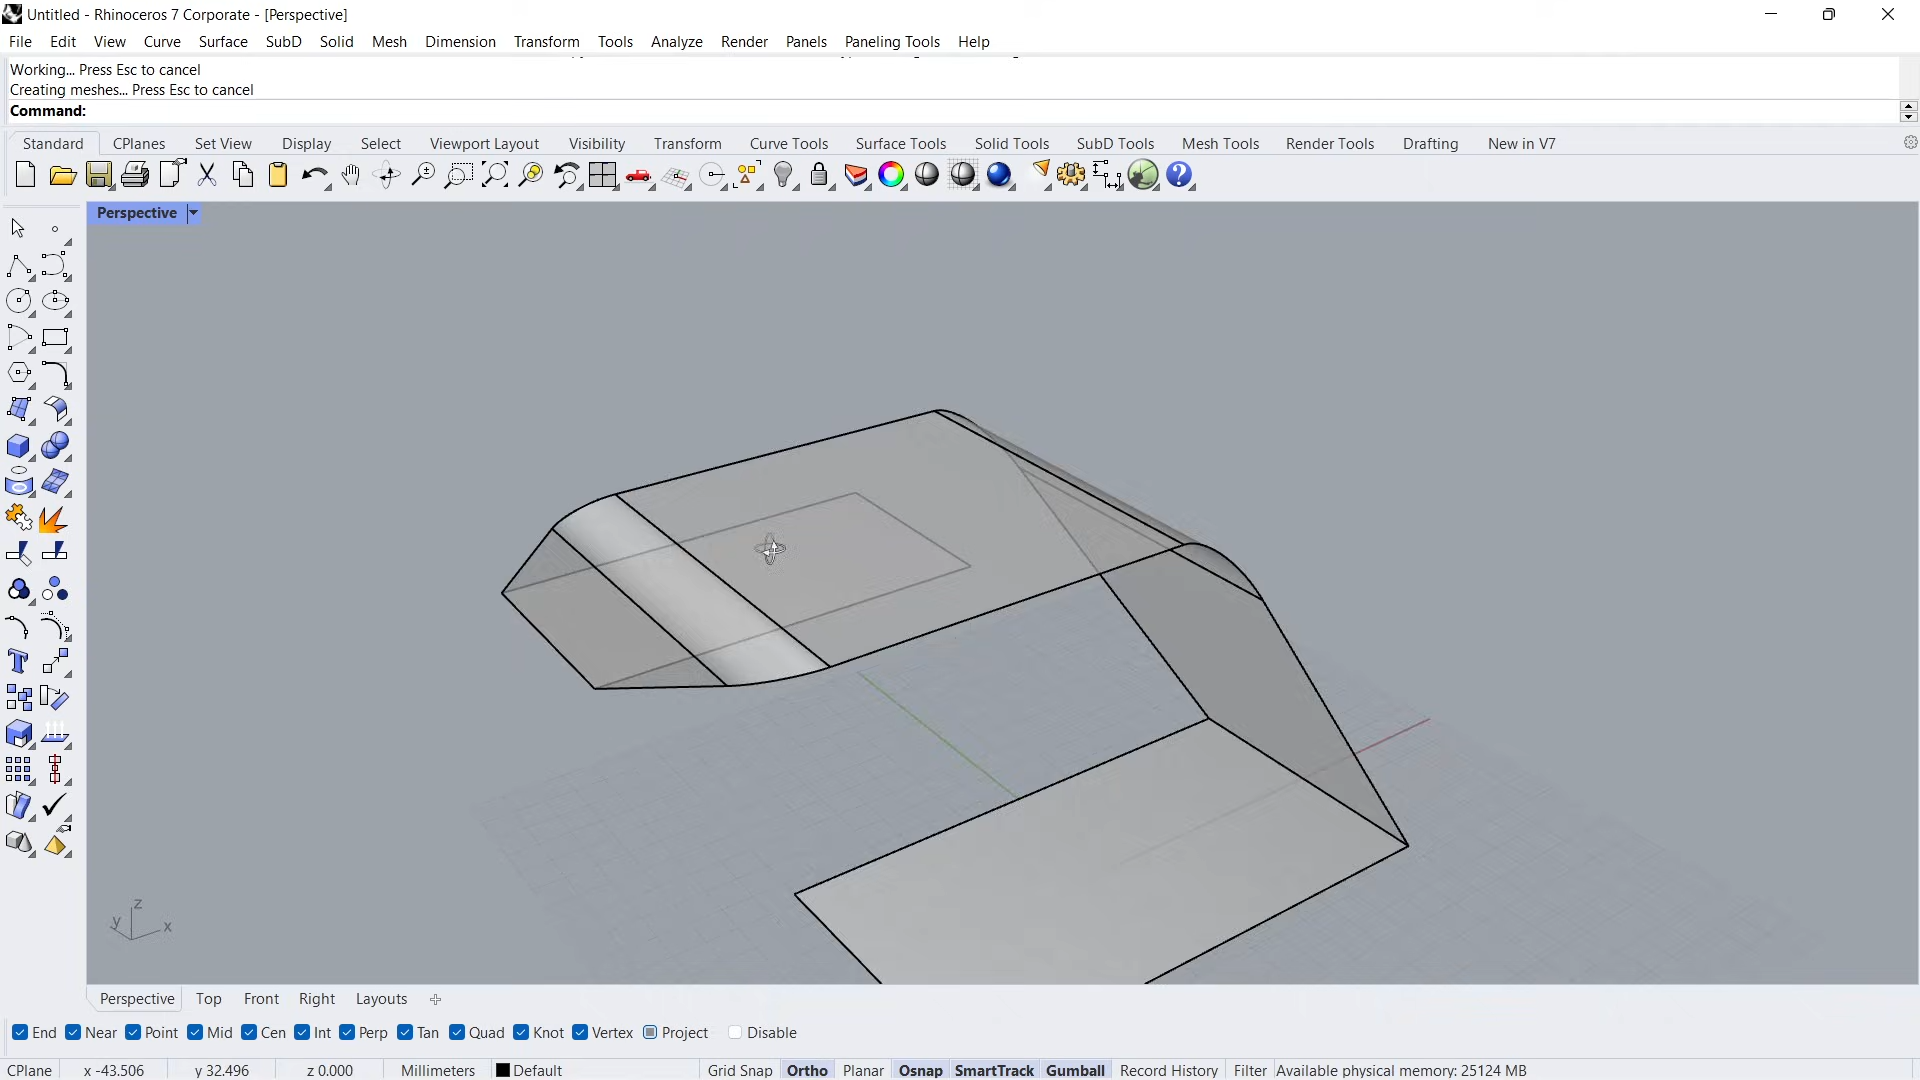 Untitled - Rhinoceros 7 Corporate - [Perspective]
File Edit View Curve Surface SubD Solid Mesh Dimension Transform Tools Analyze Render Panels Paneling Tools Help
Working... Press Esc to cancel
Creating meshes... Press Esc to cancel
Command:
Standard CPlanes Set View Display Select Viewport Layout Visibility Transform Curve Tools Surface Tools Solid Tools SubD Tools Mesh Tools Render Tools Drafting New in V7
Perspective
z
y
x
Perspective Top Front Right Layouts
End Near Point Mid Cen Int Perp Tan Quad Knot Vertex Project Disable
CPlane x -43.506 y 32.496 z 0.000 Millimeters Default Grid Snap Ortho Planar Osnap SmartTrack Gumball Record History Filter Available physical memory: 25124 MB